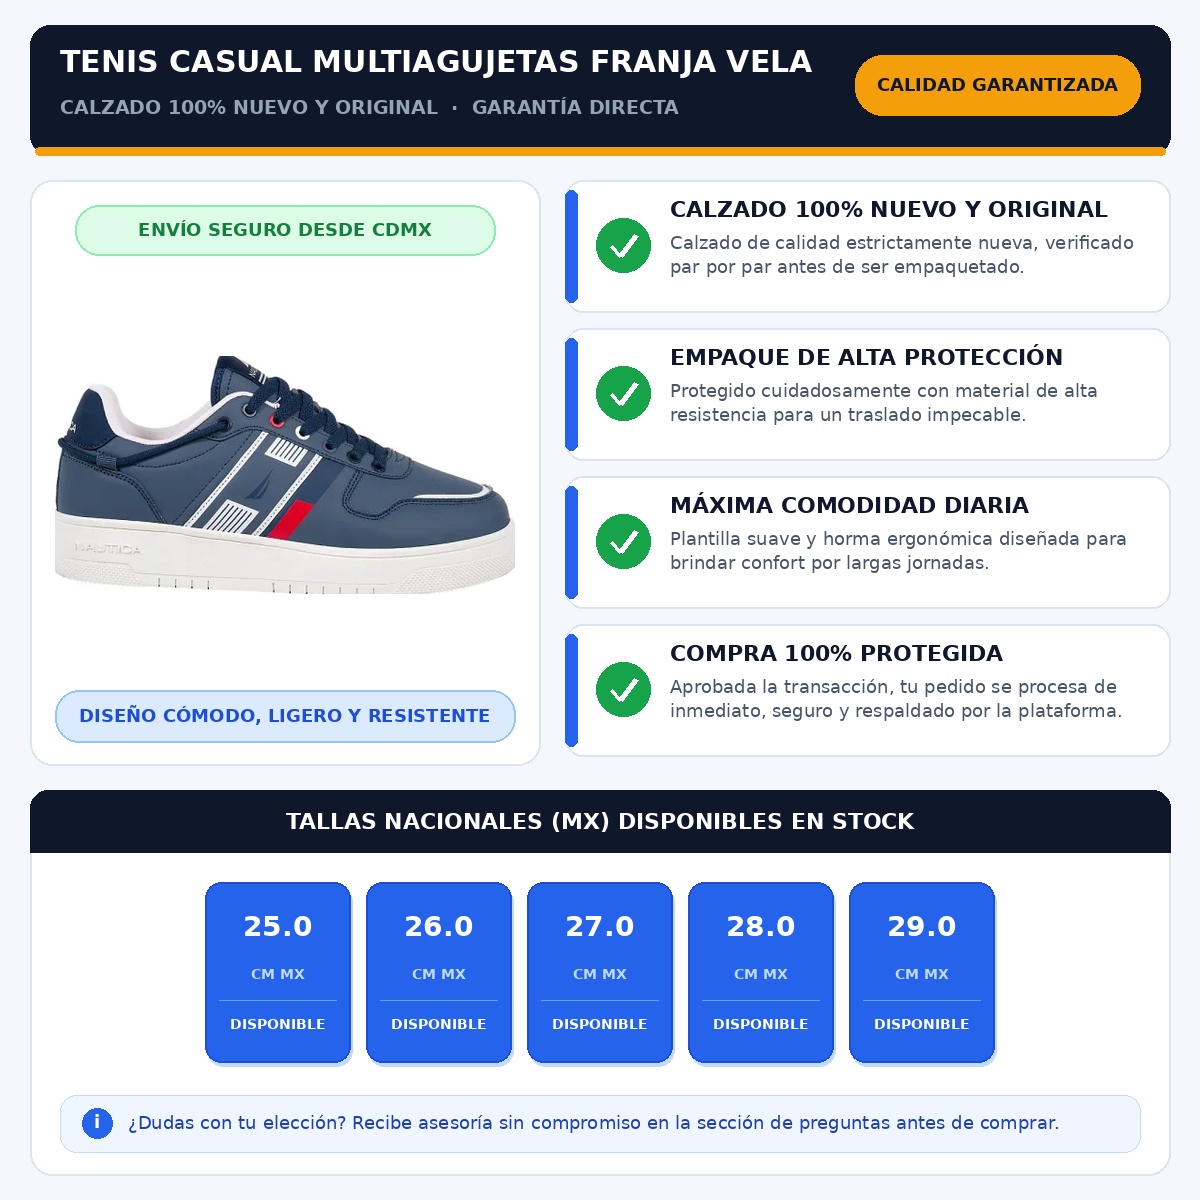 TENIS CASUAL MULTIAGUJETAS FRANJA VELA
CALZADO 100% NUEVO Y ORIGINAL · GARANTÍA DIRECTA
CALIDAD GARANTIZADA
ENVÍO SEGURO DESDE CDMX
NAUTICA
DISEÑO CÓMODO, LIGERO Y RESISTENTE
CALZADO 100% NUEVO Y ORIGINAL
Calzado de calidad estrictamente nueva, verificado
par por par antes de ser empaquetado.
EMPAQUE DE ALTA PROTECCIÓN
Protegido cuidadosamente con material de alta
resistencia para un traslado impecable.
MÁXIMA COMODIDAD DIARIA
Plantilla suave y horma ergonómica diseñada para
brindar confort por largas jornadas.
COMPRA 100% PROTEGIDA
Aprobada la transacción, tu pedido se procesa de
inmediato, seguro y respaldado por la plataforma.
TALLAS NACIONALES (MX) DISPONIBLES EN STOCK
25.0
CM MX
DISPONIBLE
26.0
CM MX
DISPONIBLE
27.0
CM MX
DISPONIBLE
28.0
CM MX
DISPONIBLE
29.0
CM MX
DISPONIBLE
i ¿Dudas con tu elección? Recibe asesoría sin compromiso en la sección de preguntas antes de comprar.